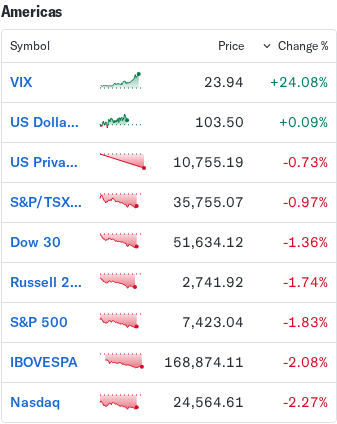 Americas
Symbol Price Change %
VIX 23.94 +24.08%
US Dolla... 103.50 +0.09%
US Priva... 10,755.19 -0.73%
S&P/TSX... 35,755.07 -0.97%
Dow 30 51,634.12 -1.36%
Russell 2... 2,741.92 -1.74%
S&P 500 7,423.04 -1.83%
IBOVESPA 168,874.11 -2.08%
Nasdaq 24,564.61 -2.27%